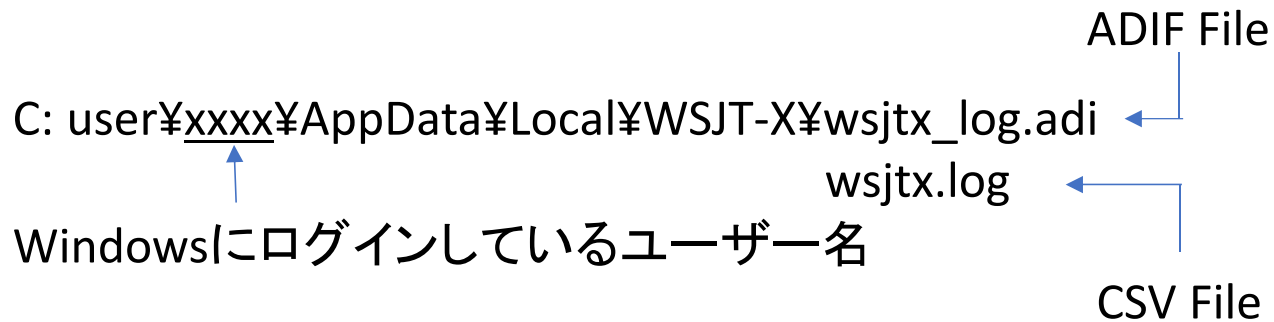 ADIF File
C: user¥xxxx¥AppData¥Local¥WSJT-X¥wsjtx_log.adi
wsjtx.log
Windowsにログインしているユーザー名
CSV File